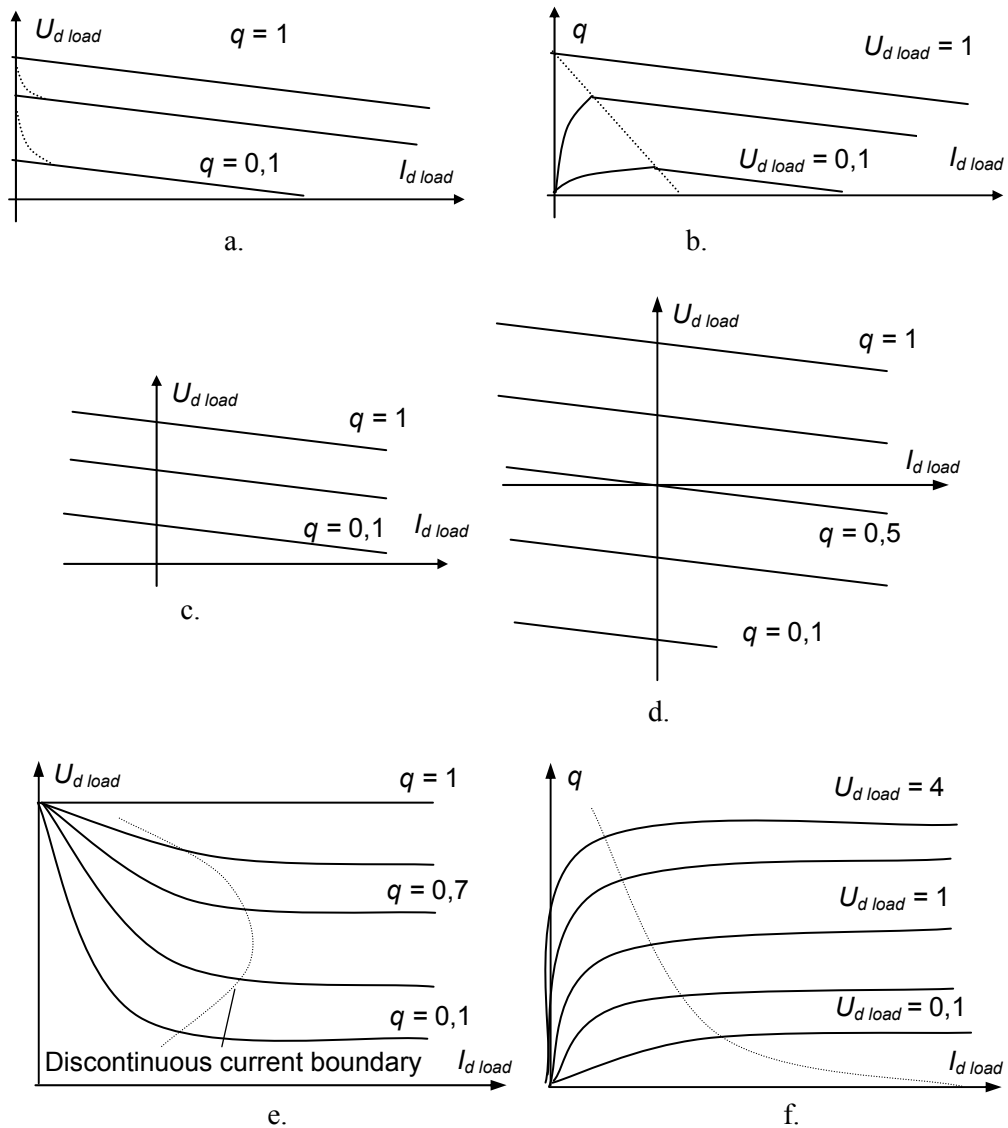 U_d load
q = 1
q = 0,1
I_d load
a.
q
U_d load = 1
U_d load = 0,1
I_d load
b.
U_d load
q = 1
q = 0,1
I_d load
c.
U_d load
q = 1
I_d load
q = 0,5
q = 0,1
d.
U_d load
q = 1
q = 0,7
q = 0,1
Discontinuous current boundary
I_d load
e.
q
U_d load = 4
U_d load = 1
U_d load = 0,1
I_d load
f.